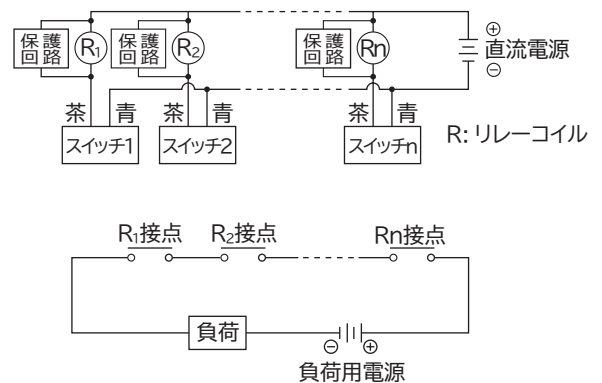 保護回路 R₁ 保護回路 R₂ 保護回路 Rn ⊕ 直流電源 ⊖
茶 青 茶 青 茶 青
スイッチ1 スイッチ2 スイッチn R: リレーコイル
R₁接点 R₂接点 Rn接点
負荷
⊖ ⊕
負荷用電源